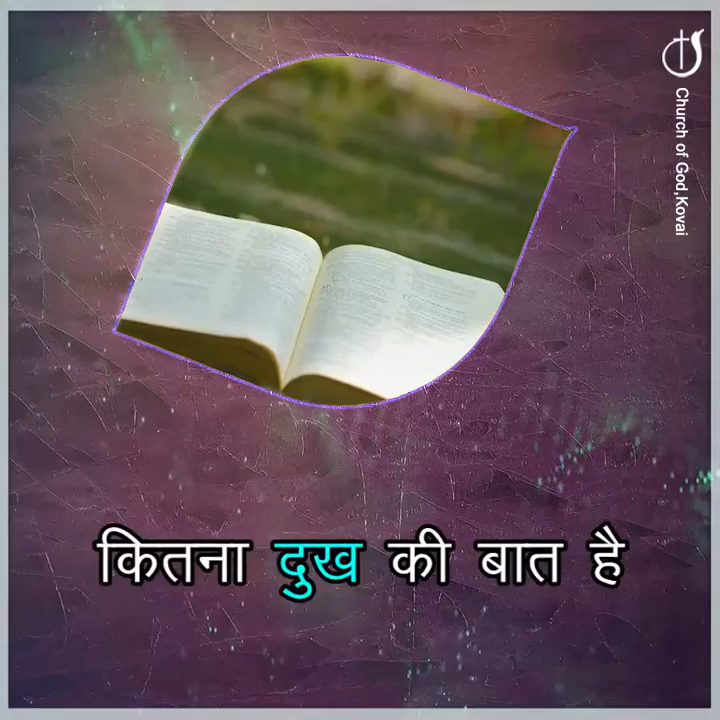 Church of God,Kovai
कितना दुख की बात है